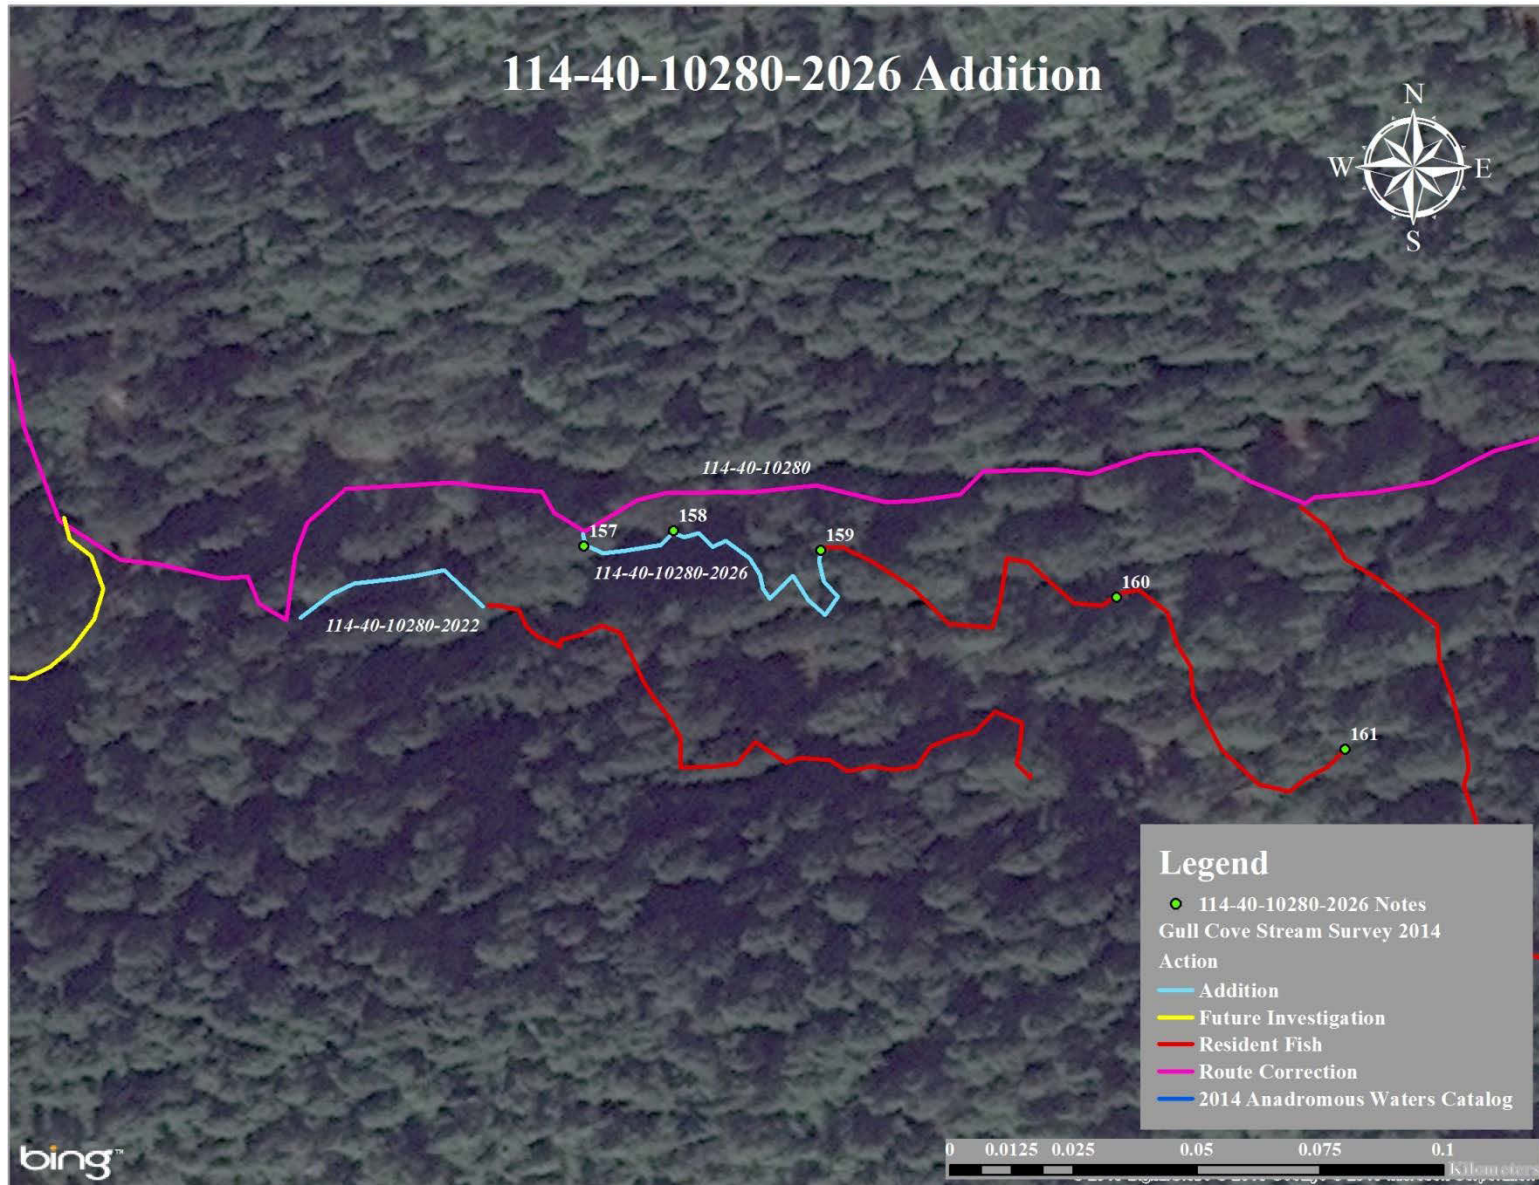 114-40-10280-2026 Addition
N
W E
S
114-40-10280
157
158
159
114-40-10280-2026
160
114-40-10280-2022
161
Legend
114-40-10280-2026 Notes
Gull Cove Stream Survey 2014
Action
Addition
Future Investigation
Resident Fish
Route Correction
2014 Anadromous Waters Catalog
bing™
0 0.0125 0.025 0.05 0.075 0.1
Kilometers